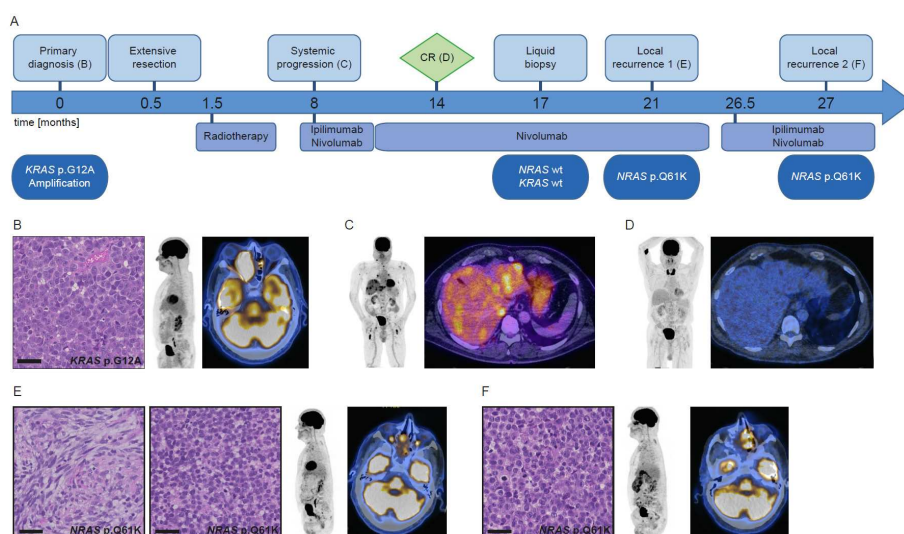 A
Primary
diagnosis (B)
Extensive
resection
Systemic
progression (C)
CR (D)
Liquid
biopsy
Local
recurrence 1 (E)
Local
recurrence 2 (F)
0
0.5
1.5
8
14
17
21
26.5
27
time [months]
Radiotherapy
Ipilimumab
Nivolumab
Nivolumab
Ipilimumab
Nivolumab
KRAS p.G12A
Amplification
NRAS wt
KRAS wt
NRAS p.Q61K
NRAS p.Q61K
B
C
D
KRAS p.G12A
E
F
NRAS p.Q61K
NRAS p.Q61K
NRAS p.Q61K